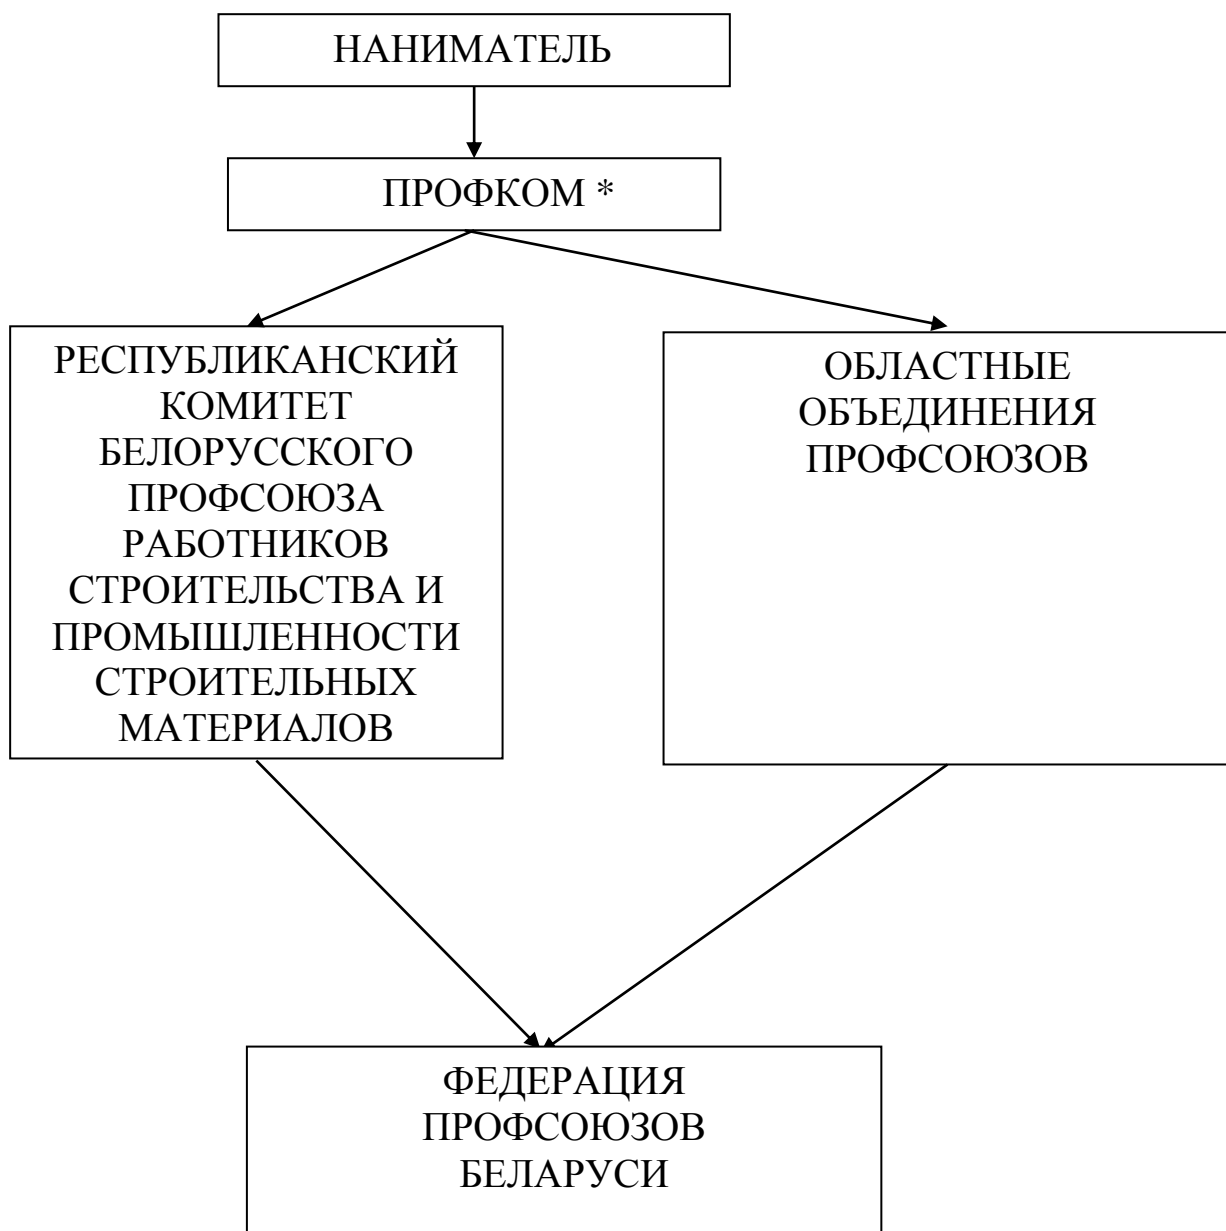 НАНИМАТЕЛЬ
ПРОФКОМ *
РЕСПУБЛИКАНСКИЙ
КОМИТЕТ
БЕЛОРУССКОГО
ПРОФСОЮЗА
РАБОТНИКОВ
СТРОИТЕЛЬСТВА И
ПРОМЫШЛЕННОСТИ
СТРОИТЕЛЬНЫХ
МАТЕРИАЛОВ
ОБЛАСТНЫЕ
ОБЪЕДИНЕНИЯ
ПРОФСОЮЗОВ
ФЕДЕРАЦИЯ
ПРОФСОЮЗОВ
БЕЛАРУСИ